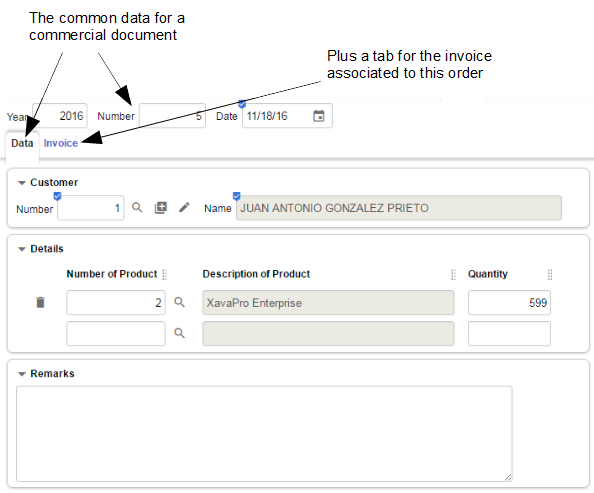 The common data for a
commercial document
Plus a tab for the invoice
associated to this order
Year 2016 Number 5 Date 11/18/16
Data Invoice
Customer
Number 1 Name JUAN ANTONIO GONZALEZ PRIETO
Details
Number of Product Description of Product Quantity
2 XavaPro Enterprise 599
Remarks